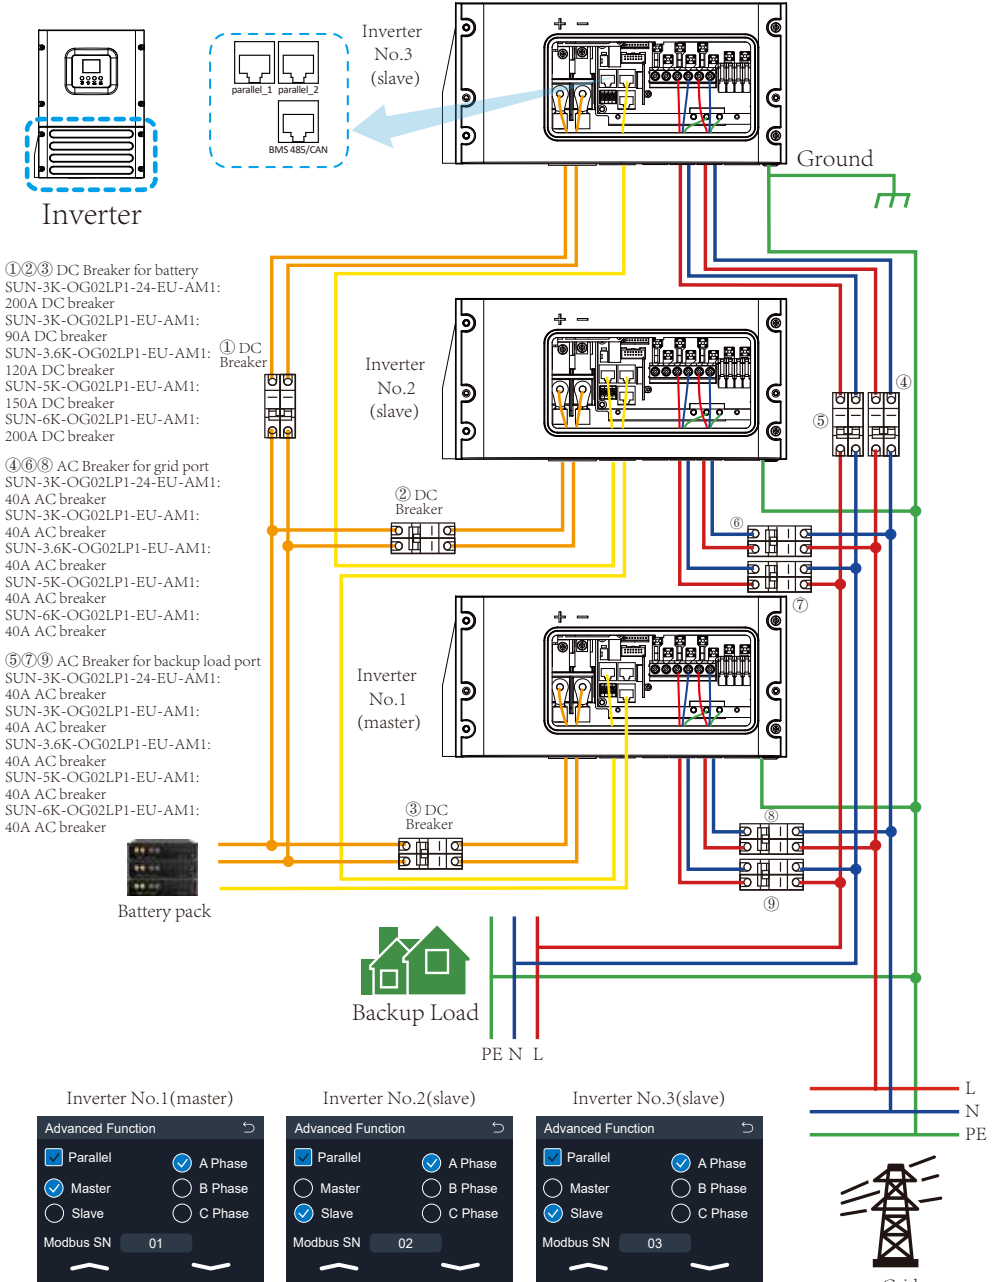 Inverter
No.3
(slave)
parallel_1 parallel_2
BMS 485/CAN
+ −
Ground
Inverter
①②③ DC Breaker for battery
SUN-3K-OG02LP1-24-EU-AM1:
200A DC breaker
SUN-3K-OG02LP1-EU-AM1:
90A DC breaker
SUN-3.6K-OG02LP1-EU-AM1:
120A DC breaker
SUN-5K-OG02LP1-EU-AM1:
150A DC breaker
SUN-6K-OG02LP1-EU-AM1:
200A DC breaker
④⑥⑧ AC Breaker for grid port
SUN-3K-OG02LP1-24-EU-AM1:
40A AC breaker
SUN-3K-OG02LP1-EU-AM1:
40A AC breaker
SUN-3.6K-OG02LP1-EU-AM1:
40A AC breaker
SUN-5K-OG02LP1-EU-AM1:
40A AC breaker
SUN-6K-OG02LP1-EU-AM1:
40A AC breaker
⑤⑦⑨ AC Breaker for backup load port
SUN-3K-OG02LP1-24-EU-AM1:
40A AC breaker
SUN-3K-OG02LP1-EU-AM1:
40A AC breaker
SUN-3.6K-OG02LP1-EU-AM1:
40A AC breaker
SUN-5K-OG02LP1-EU-AM1:
40A AC breaker
SUN-6K-OG02LP1-EU-AM1:
40A AC breaker
① DC
Breaker
+ −
Inverter
No.2
(slave)
④
⑤
② DC
Breaker
⑥
⑦
+ −
Inverter
No.1
(master)
③ DC
Breaker
⑧
⑨
Battery pack
Backup Load
PE N L
L
N
PE
Inverter No.1(master)
Advanced Function
Parallel
A Phase
Master
B Phase
Slave
C Phase
Modbus SN 01
Inverter No.2(slave)
Advanced Function
Parallel
A Phase
Master
B Phase
Slave
C Phase
Modbus SN 02
Inverter No.3(slave)
Advanced Function
Parallel
A Phase
Master
B Phase
Slave
C Phase
Modbus SN 03